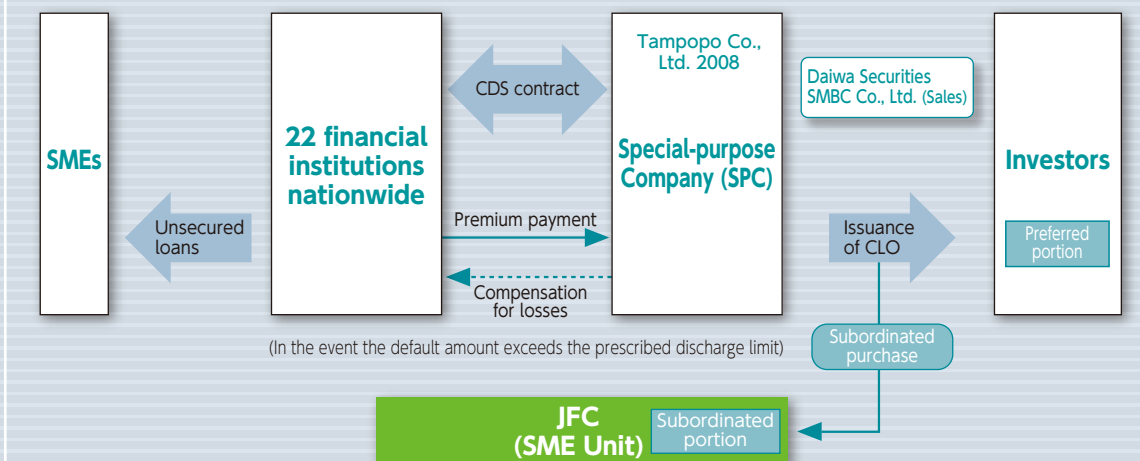 SMEs
Unsecured
loans
22 financial
institutions
nationwide
CDS contract
Premium payment
Compensation
for losses
(In the event the default amount exceeds the prescribed discharge limit)
Tampopo Co.,
Ltd. 2008
Special-purpose
Company (SPC)
Daiwa Securities
SMBC Co., Ltd. (Sales)
Issuance
of CLO
Investors
Preferred
portion
Subordinated
purchase
JFC
(SME Unit)
Subordinated
portion